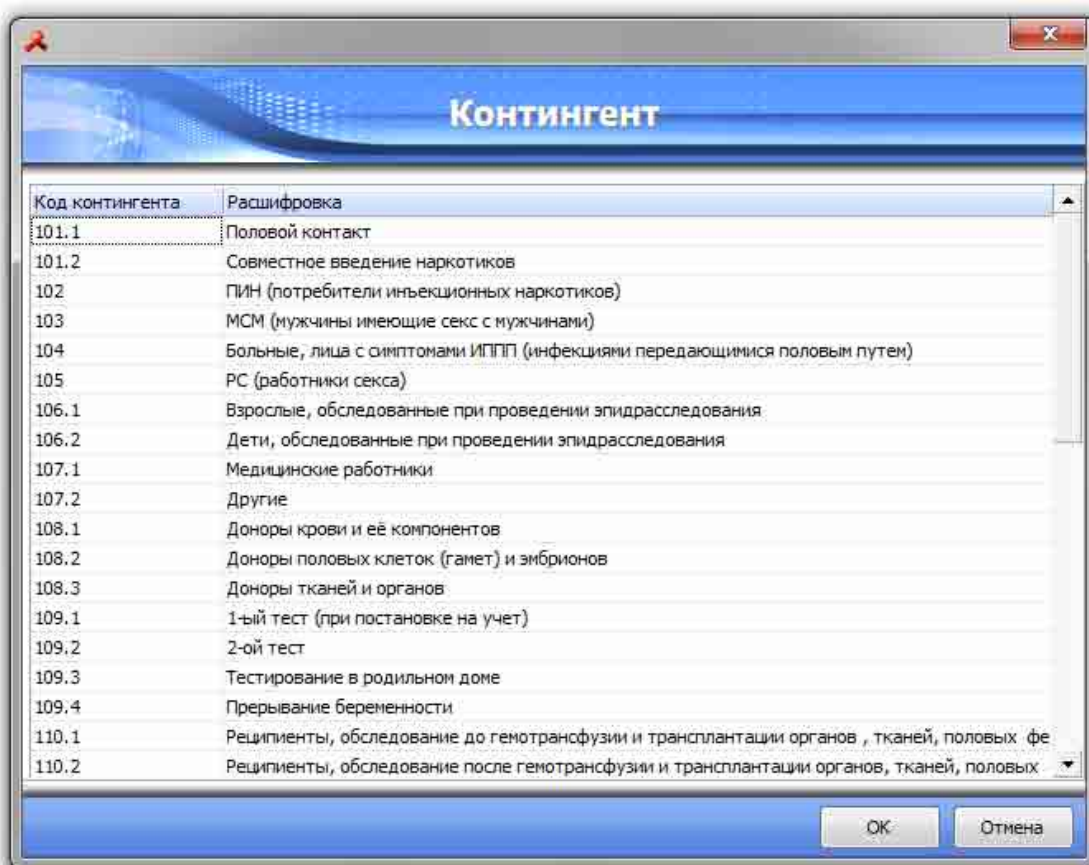 Контингент
Код контингента Расшифровка
101.1 Половой контакт
101.2 Совместное введение наркотиков
102 ПИН (потребители инъекционных наркотиков)
103 МСМ (мужчины имеющие секс с мужчинами)
104 Больные, лица с симптомами ИППП (инфекциями передающимися половым путем)
105 РС (работники секса)
106.1 Взрослые, обследованные при проведении эпидрасследования
106.2 Дети, обследованные при проведении эпидрасследования
107.1 Медицинские работники
107.2 Другие
108.1 Доноры крови и её компонентов
108.2 Доноры половых клеток (гамет) и эмбрионов
108.3 Доноры тканей и органов
109.1 1-ый тест (при постановке на учет)
109.2 2-ой тест
109.3 Тестирование в родильном доме
109.4 Прерывание беременности
110.1 Реципиенты, обследование до гемотрансфузии и трансплантации органов , тканей, половых фе
110.2 Реципиенты, обследование после гемотрансфузии и трансплантации органов, тканей, половых
ОК Отмена